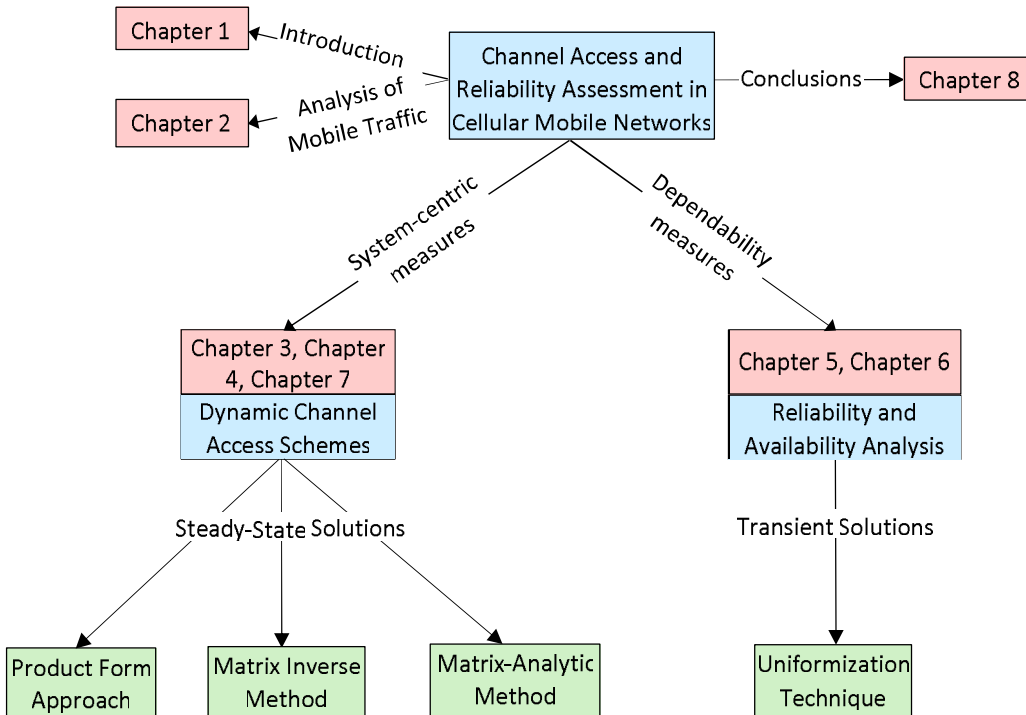 Chapter 1
Introduction
Channel Access and
Reliability Assessment in
Cellular Mobile Networks
Conclusions
Chapter 8
Chapter 2
Analysis of
Mobile Traffic
System-centric
measures
Dependability
measures
Chapter 3, Chapter
4, Chapter 7
Dynamic Channel
Access Schemes
Chapter 5, Chapter 6
Reliability and
Availability Analysis
Steady-State Solutions
Transient Solutions
Product Form
Approach
Matrix Inverse
Method
Matrix-Analytic
Method
Uniformization
Technique